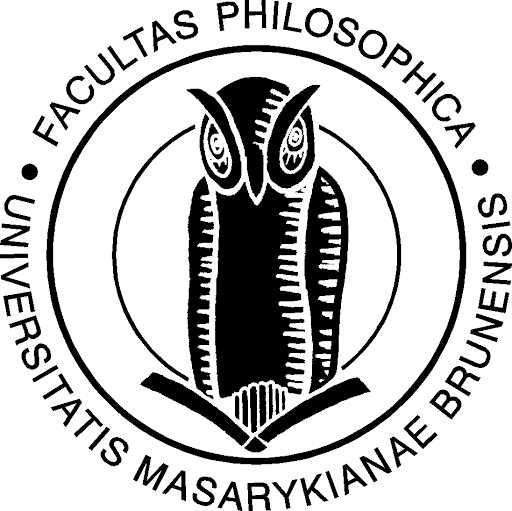 FACULTAS PHILOSOPHICA
UNIVERSITATIS MASARYKIANAE BRUNENSIS